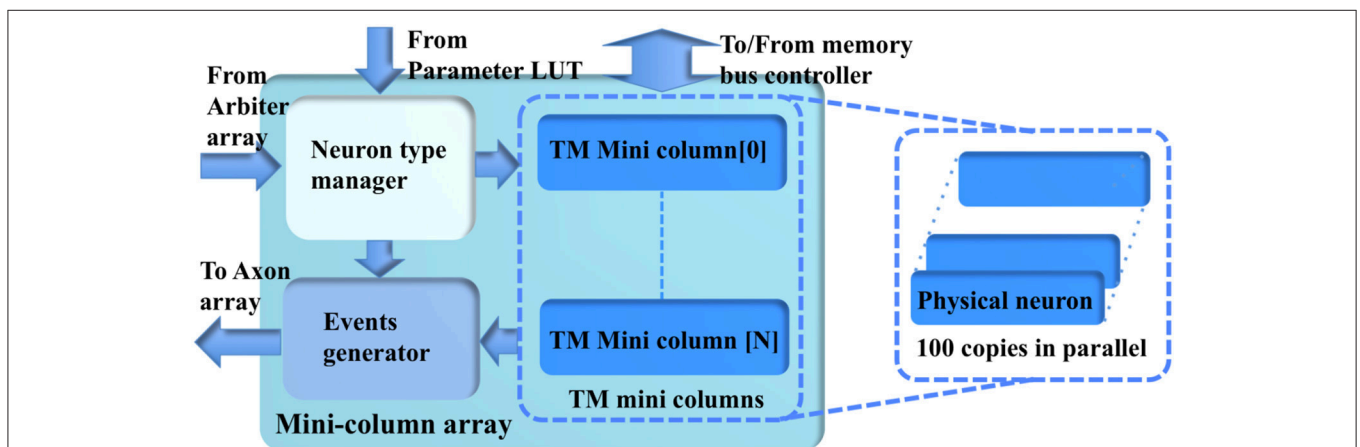 From
Parameter LUT
To/From memory
bus controller
From
Arbiter
array
Neuron type
manager
TM Mini column[0]
To Axon
array
Events
generator
TM Mini column [N]
TM mini columns
Mini-column array
Physical neuron
100 copies in parallel